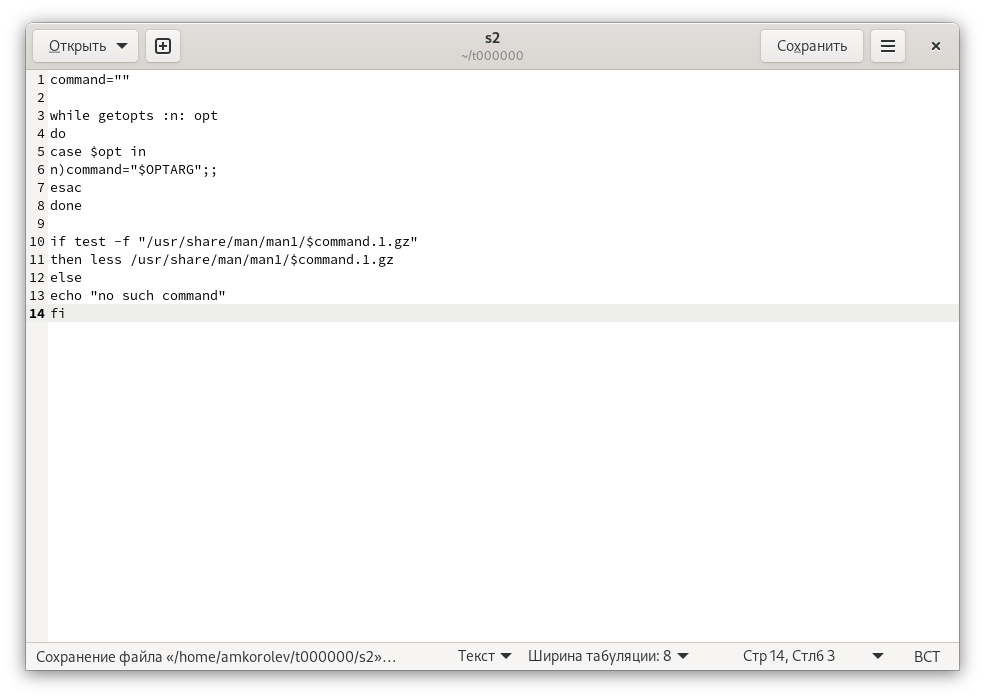 Открыть
s2
~/t000000
Сохранить
1 command=""
2
3 while getopts :n: opt
4 do
5 case $opt in
6 n)command="$OPTARG";;
7 esac
8 done
9
10 if test -f "/usr/share/man/man1/$command.1.gz"
11 then less /usr/share/man/man1/$command.1.gz
12 else
13 echo "no such command"
14 fi
Сохранение файла «/home/amkorolev/t000000/s2»… Текст Ширина табуляции: 8 Стр 14, Стлб 3 ВСТ